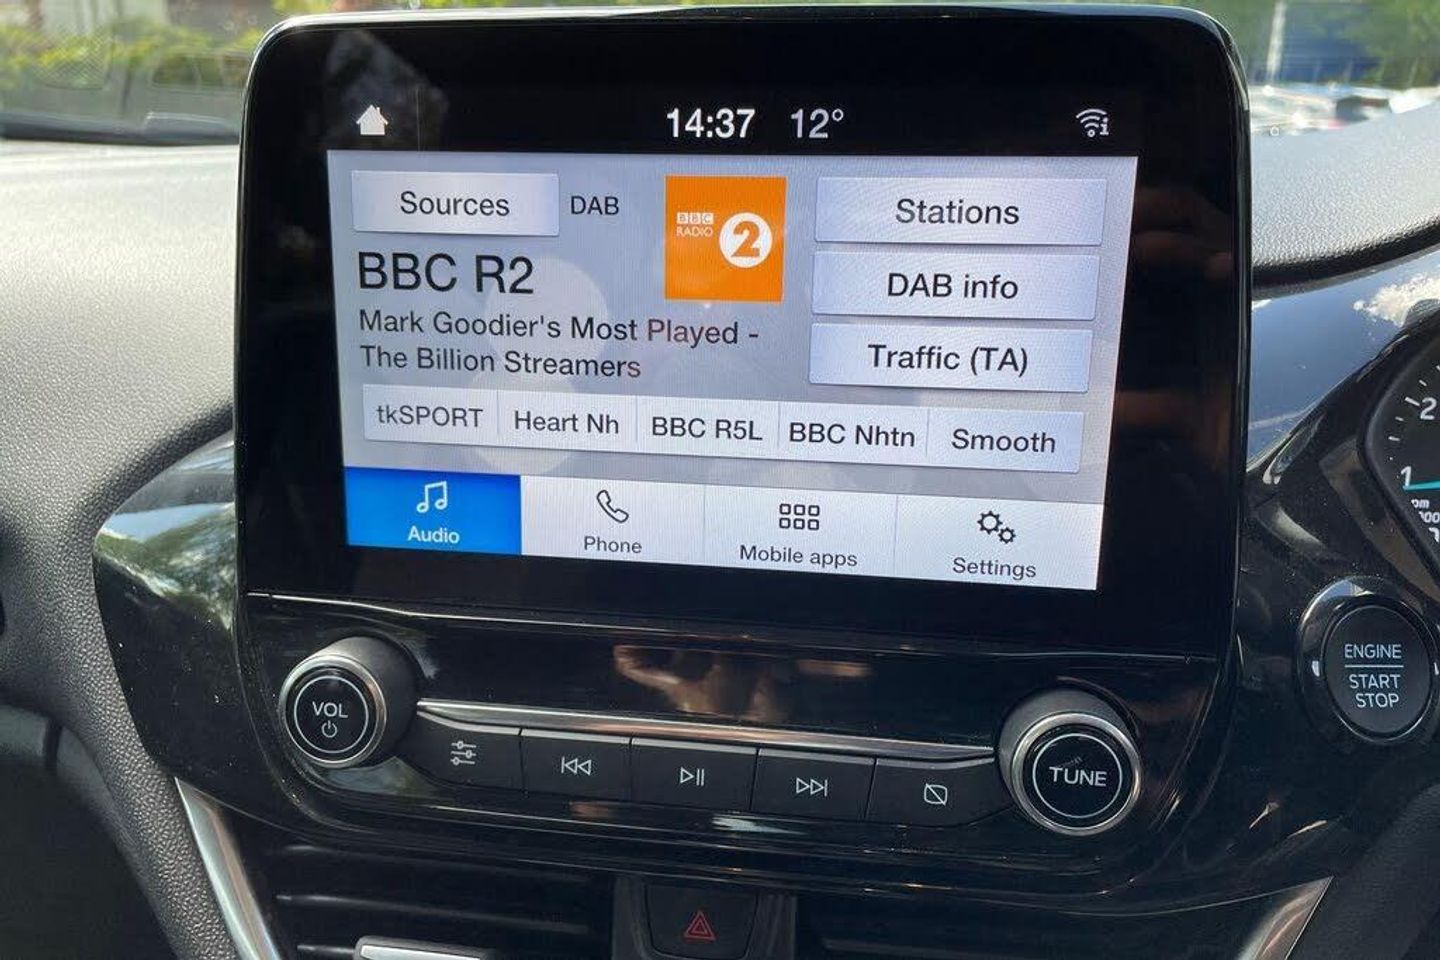 14:37 12°
Sources DAB
BBC
RADIO
2
Stations
DAB info
Traffic (TA)
BBC R2
Mark Goodier's Most Played -
The Billion Streamers
tkSPORT Heart Nh BBC R5L BBC Nhtn Smooth
Audio Phone Mobile apps Settings
VOL
TUNE
ENGINE
START
STOP
2
1